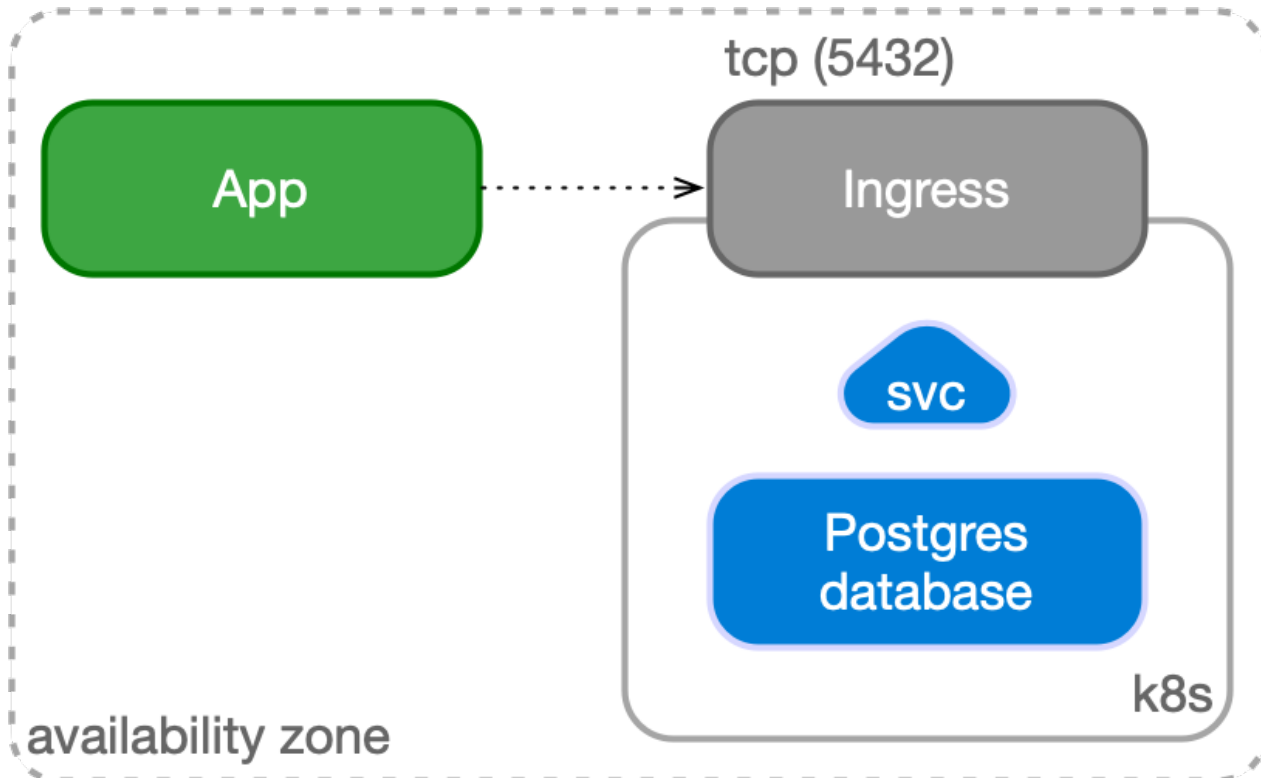 tcp (5432)
App
Ingress
svc
Postgres
database
k8s
availability zone